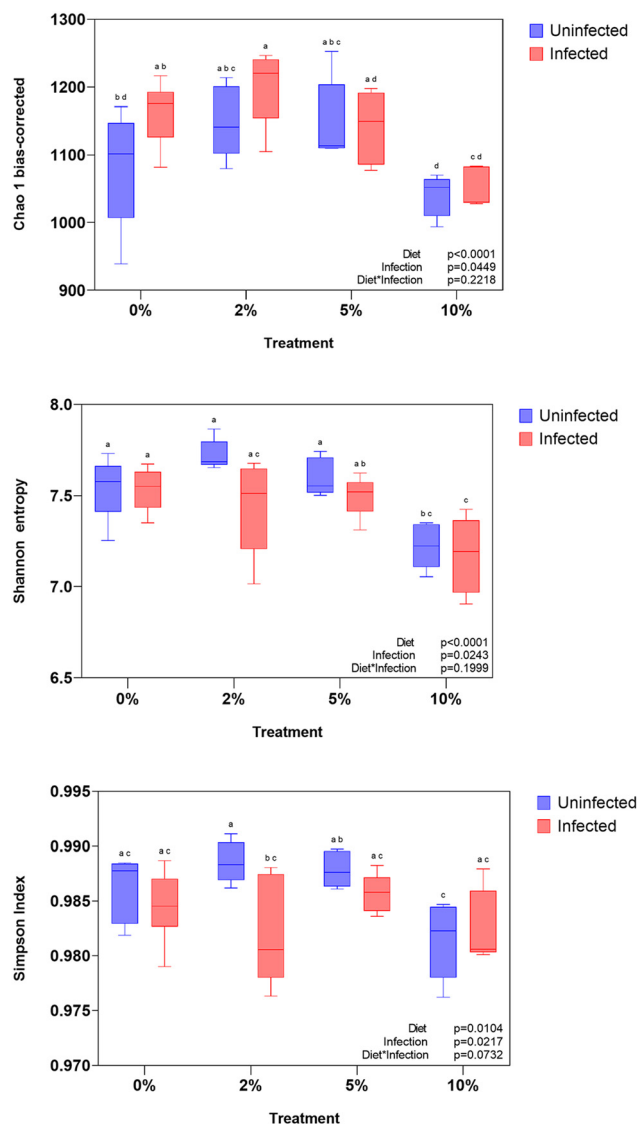 1300
Uninfected
Infected
a
a b
a b c
a b c
a d
b d
d
c d
1200
1100
1000
900
Chao 1 bias-corrected
Diet p<0.0001
Infection p=0.0449
Diet*Infection p=0.2218
0% 2% 5% 10%
Treatment
8.0
Uninfected
Infected
a a a a c a a b b c c
7.5
7.0
6.5
Shannon entropy
Diet p<0.0001
Infection p=0.0243
Diet*Infection p=0.1999
0% 2% 5% 10%
Treatment
0.995
Uninfected
Infected
a c a c a b c a b a c c a c
0.990
0.985
0.980
0.975
0.970
Simpson Index
Diet p=0.0104
Infection p=0.0217
Diet*Infection p=0.0732
0% 2% 5% 10%
Treatment